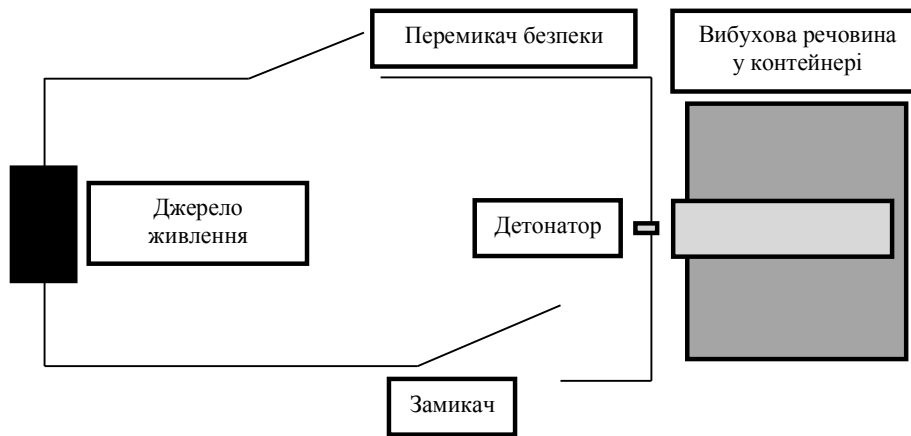 Перемикач безпеки
Вибухова речовина
у контейнері
Джерело
живлення
Детонатор
Замикач